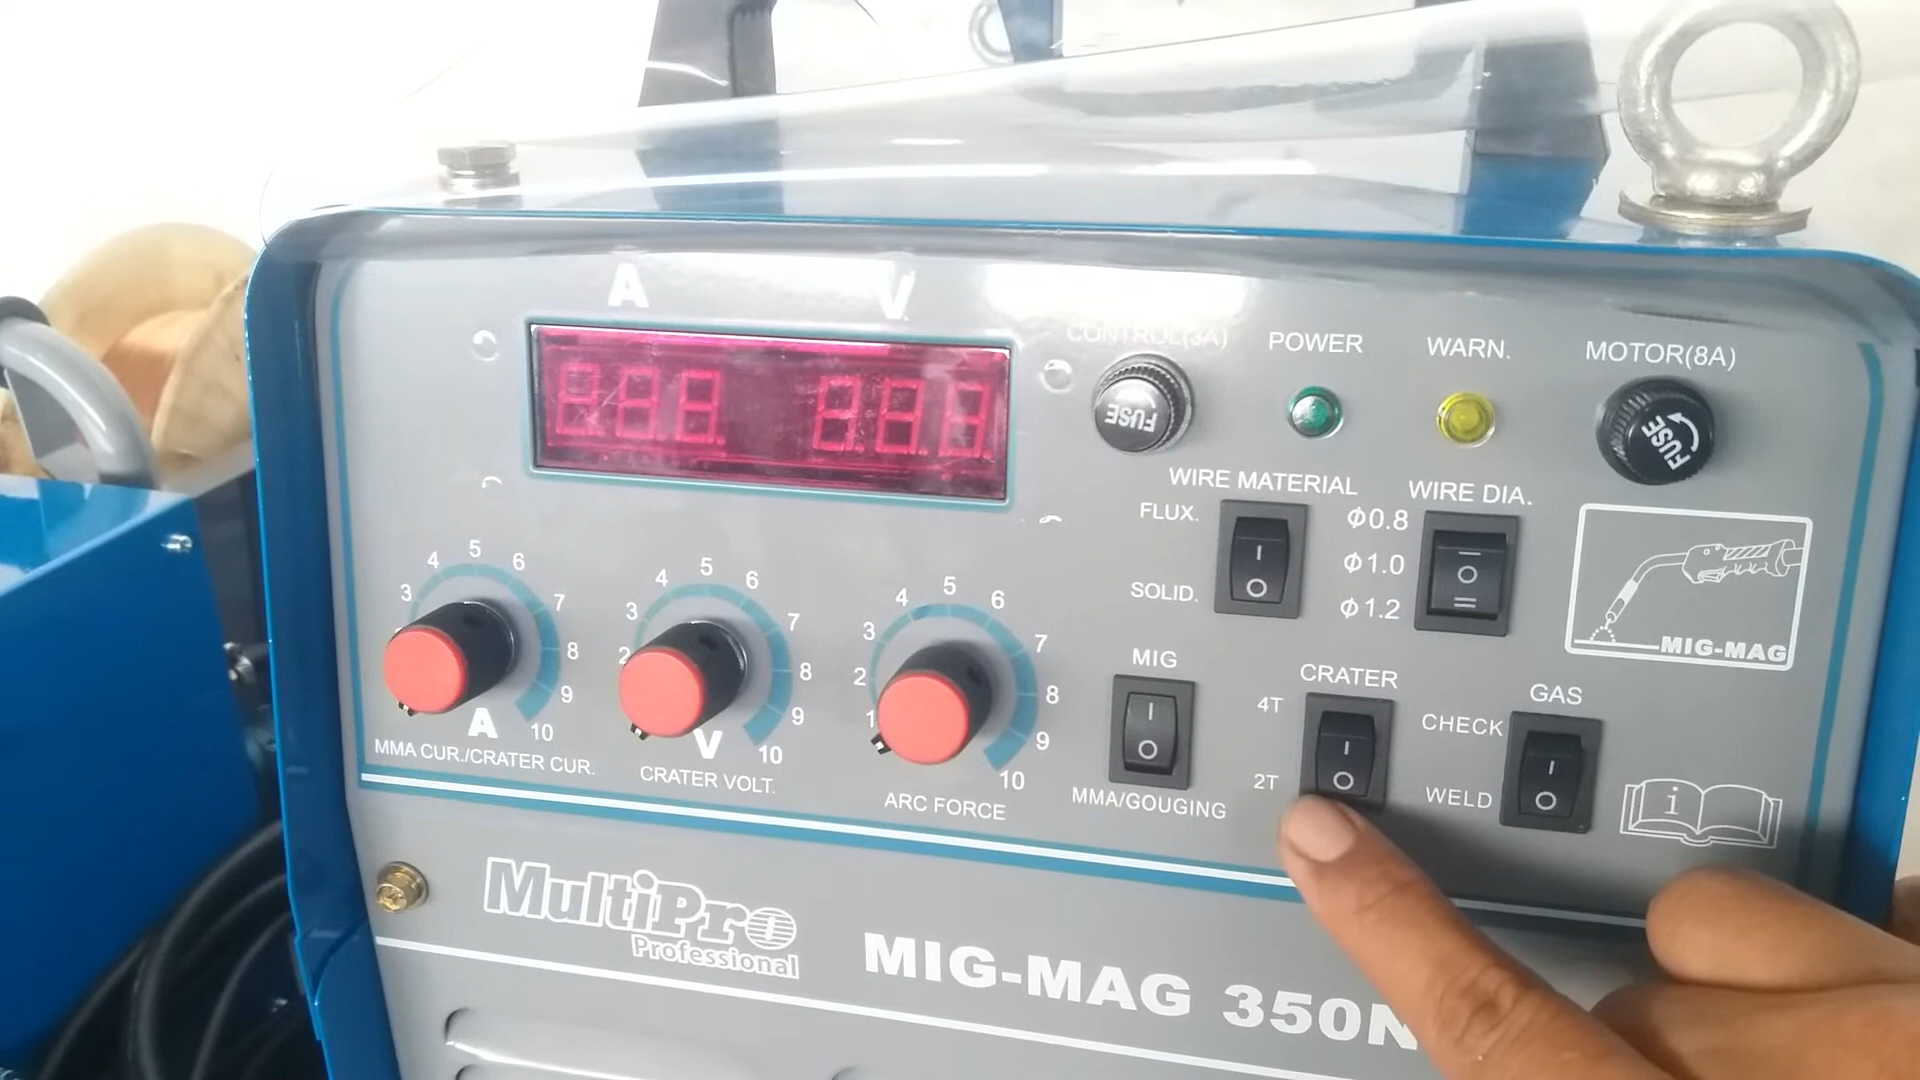 A V
CONTROL(3A) POWER WARN. MOTOR(8A)
FUSE
FUSE
WIRE MATERIAL WIRE DIA.
FLUX.
SOLID.
Φ0.8
Φ1.0
Φ1.2
MIG-MAG
3 4 5 6 7 8 9 10
A
MMA CUR./CRATER CUR.
2 3 4 5 6 7 8 9 10
V
CRATER VOLT.
1 2 3 4 5 6 7 8 9 10
ARC FORCE
MIG
MMA/GOUGING
CRATER
4T
2T
GAS
CHECK
WELD
i
MultiPro
Professional
MIG-MAG 350N